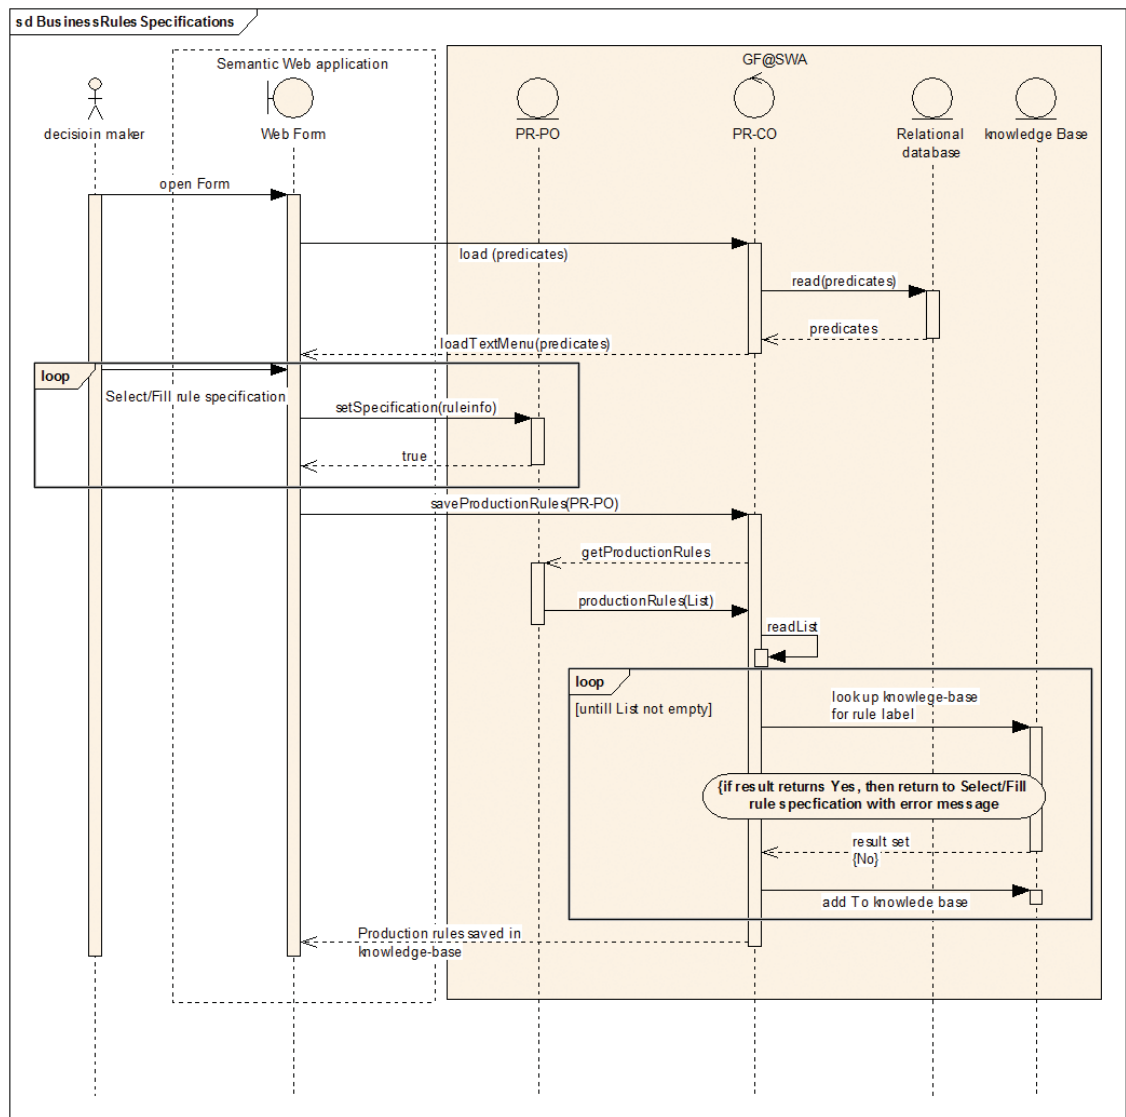 sd BusinessRules Specifications
Semantic Web application
GF@SWA
decisioin maker
Web Form
PR-PO
PR-CO
Relational
database
knowledge Base
open Form
load (predicates)
read(predicates)
predicates
loadTextMenu(predicates)
loop
Select/Fill rule specification
setSpecification(ruleinfo)
true
saveProductionRules(PR-PO)
getProductionRules
productionRules(List)
readList
loop
[untill List not empty]
lookup knowlege-base
for rule label
{if result returns Yes, then return to Select/Fill
rule specfication with error message
result set
{No}
add To knowlede base
Production rules saved in
knowledge-base